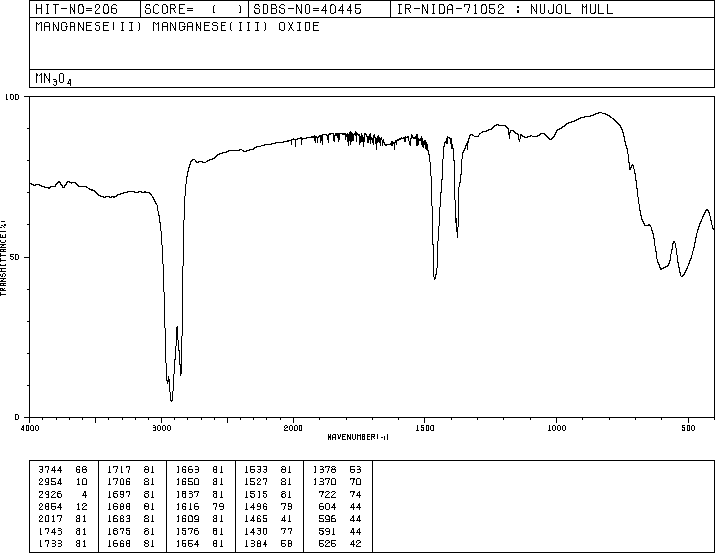 HIT-NO=206 SCORE= ( ) SDBS-NO=40445 IR-NIDA-71052 : NUJOL MULL
MANGANESE(II) MANGANESE(III) OXIDE
MN3O4
100
TRANSMITTANCE(%)
50
0
4000 3000 2000 1500 1000 500
WAVENUMBER(-1)
3744 68 1717 81 1663 81 1533 81 1378 53
2954 10 1706 81 1650 81 1527 81 1370 70
2926 4 1697 81 1637 81 1515 81 722 74
2854 12 1688 81 1616 79 1496 79 604 44
2017 81 1683 81 1609 81 1465 41 596 44
1743 81 1675 81 1576 81 1430 77 591 44
1733 81 1668 81 1554 81 1384 58 526 42